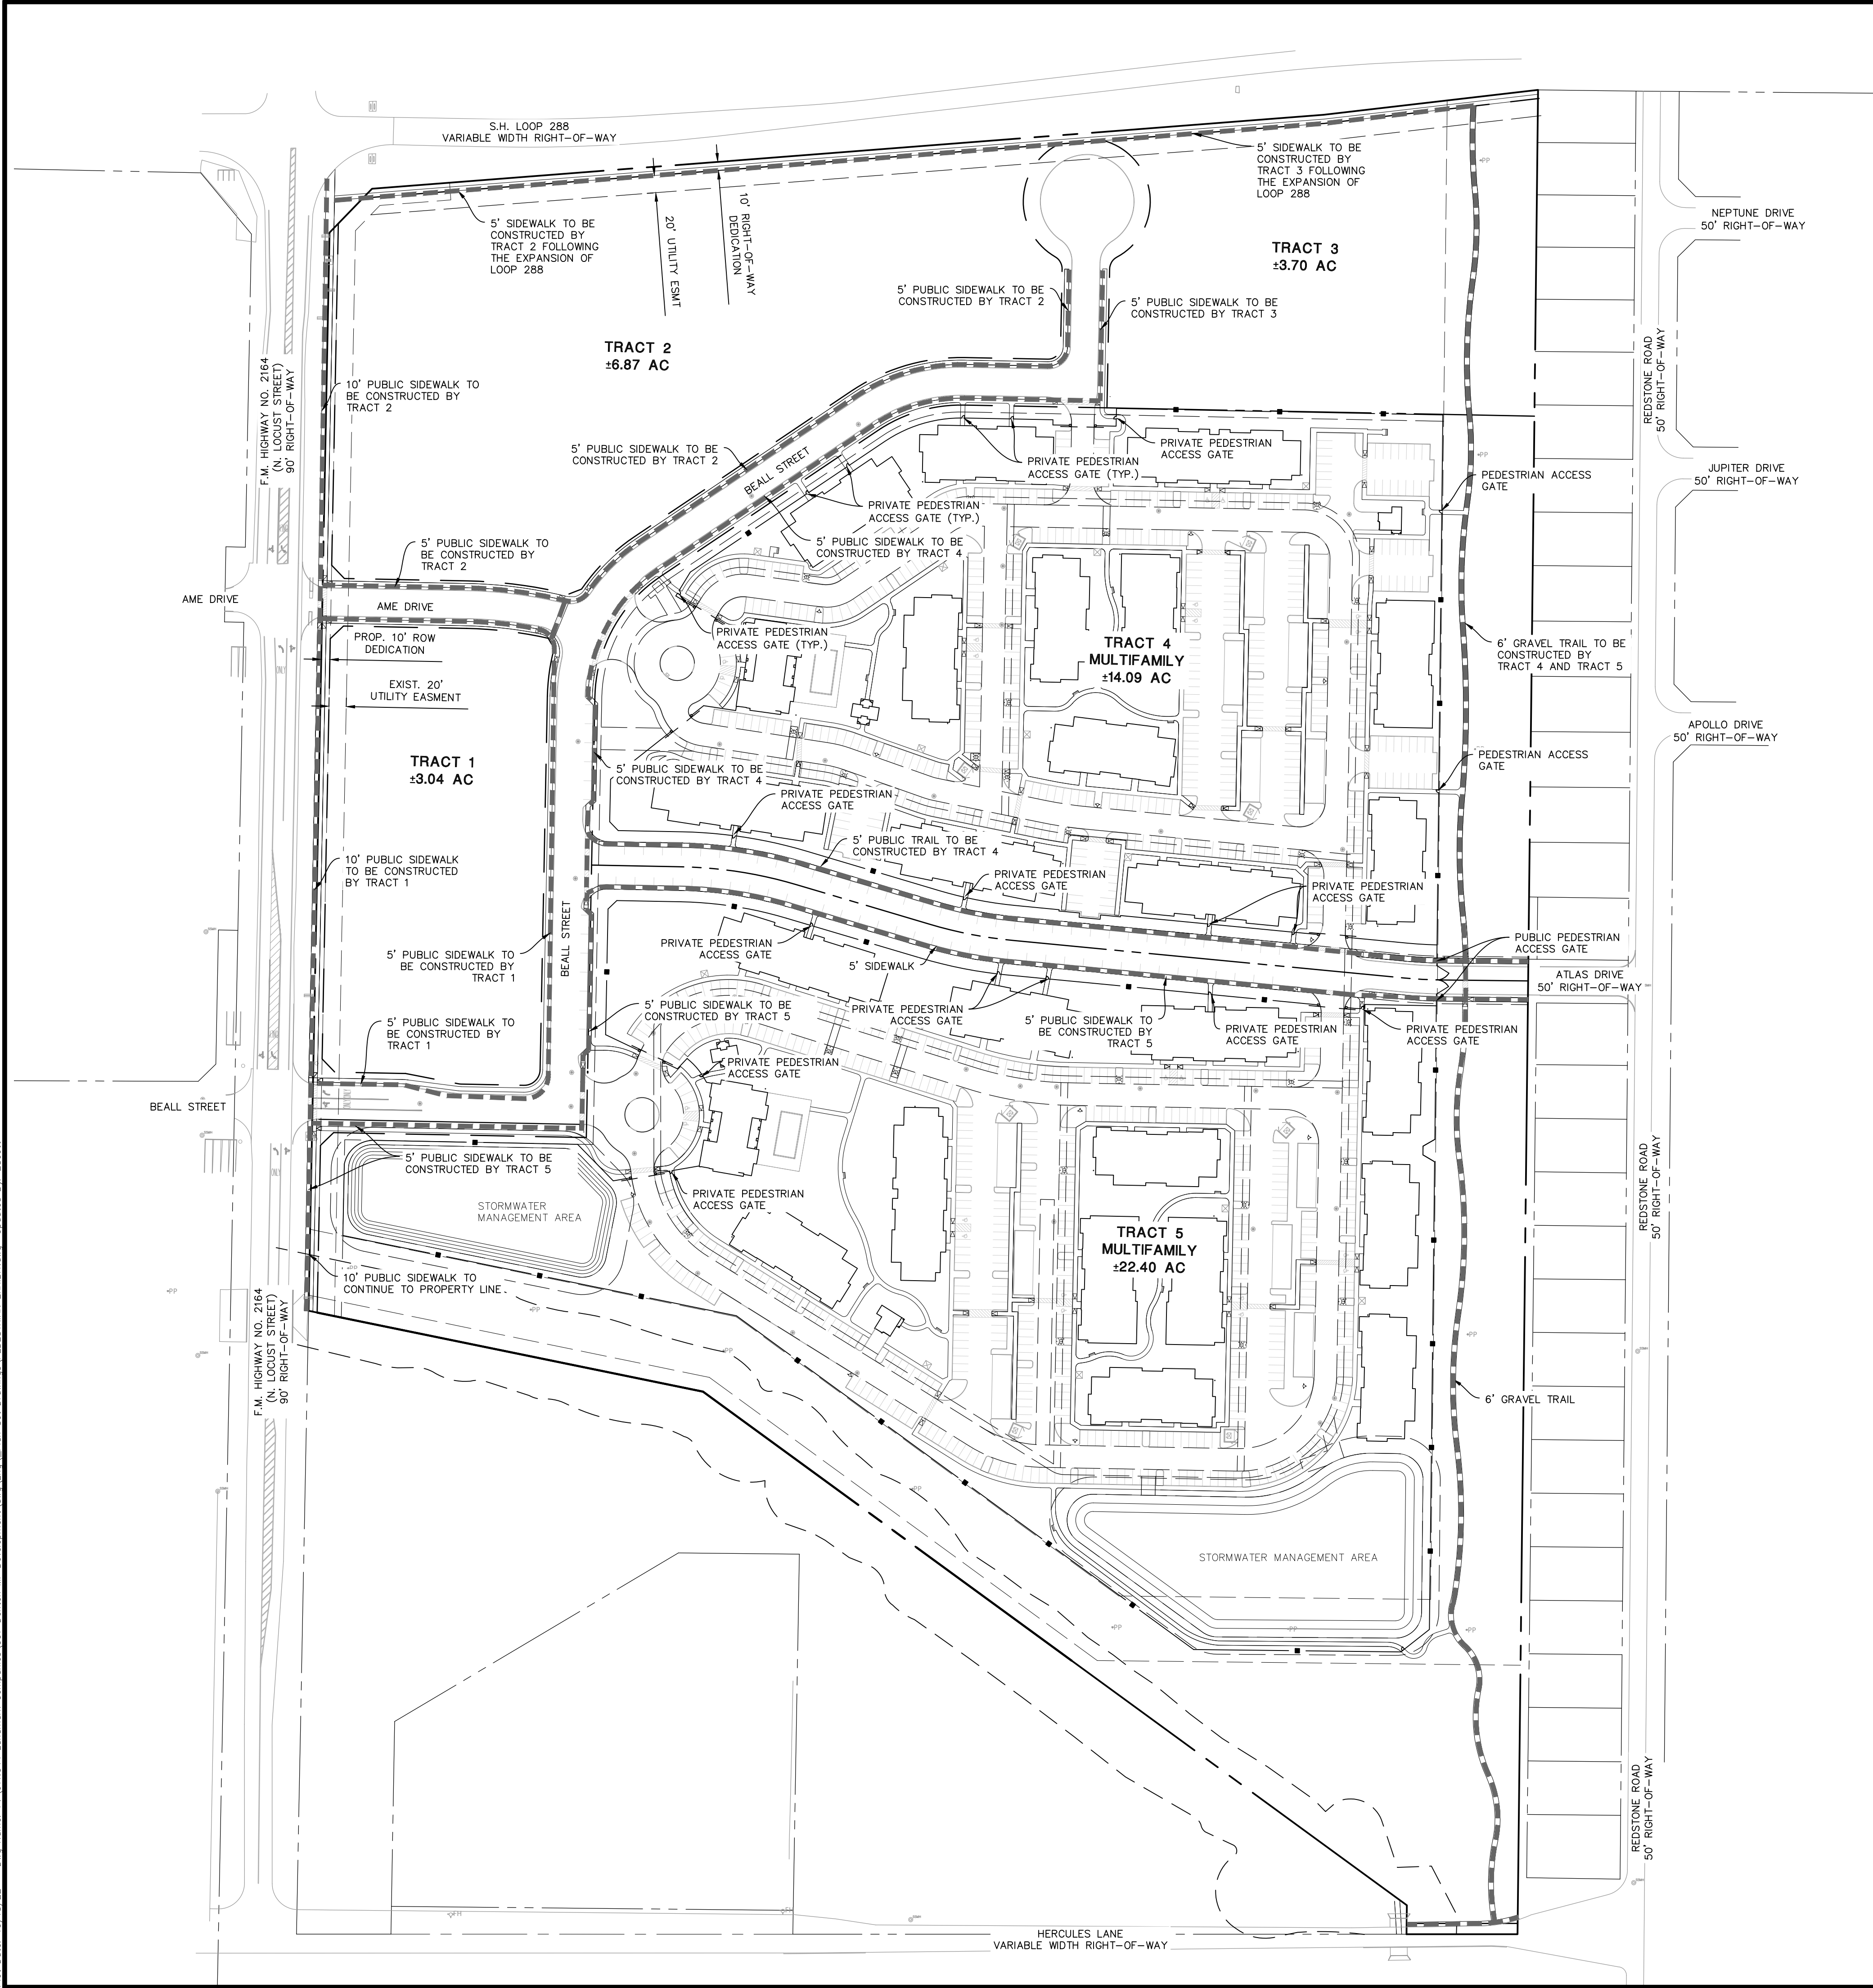 S.H. LOOP 288
VARIABLE WIDTH RIGHT-OF-WAY
5' SIDEWALK TO BE
CONSTRUCTED BY
TRACT 3 FOLLOWING
THE EXPANSION OF
LOOP 288
NEPTUNE DRIVE
50' RIGHT-OF-WAY
5' SIDEWALK TO BE
CONSTRUCTED BY
TRACT 2 FOLLOWING
THE EXPANSION OF
LOOP 288
20' UTILITY ESMT
10' RIGHT-OF-WAY
DEDICATION
TRACT 3
±3.70 AC
5' PUBLIC SIDEWALK TO BE
CONSTRUCTED BY TRACT 2
5' PUBLIC SIDEWALK TO BE
CONSTRUCTED BY TRACT 3
TRACT 2
±6.87 AC
F.M. HIGHWAY NO. 2164
(N. LOCUST STREET)
90' RIGHT-OF-WAY
10' PUBLIC SIDEWALK TO
BE CONSTRUCTED BY
TRACT 2
REDSTONE ROAD
50' RIGHT-OF-WAY
5' PUBLIC SIDEWALK TO BE
CONSTRUCTED BY TRACT 2
BEALL STREET
PRIVATE PEDESTRIAN
ACCESS GATE
PRIVATE PEDESTRIAN
ACCESS GATE (TYP.)
PEDESTRIAN ACCESS
GATE
JUPITER DRIVE
50' RIGHT-OF-WAY
PRIVATE PEDESTRIAN
ACCESS GATE (TYP.)
5' PUBLIC SIDEWALK TO BE
CONSTRUCTED BY TRACT 4
5' PUBLIC SIDEWALK TO
BE CONSTRUCTED BY
TRACT 2
AME DRIVE
AME DRIVE
PROP. 10' ROW
DEDICATION
PRIVATE PEDESTRIAN
ACCESS GATE (TYP.)
TRACT 4
MULTIFAMILY
±14.09 AC
6' GRAVEL TRAIL TO BE
CONSTRUCTED BY
TRACT 4 AND TRACT 5
ONLY
EXIST. 20'
UTILITY EASMENT
APOLLO DRIVE
50' RIGHT-OF-WAY
TRACT 1
±3.04 AC
5' PUBLIC SIDEWALK TO BE
CONSTRUCTED BY TRACT 4
PEDESTRIAN ACCESS
GATE
PRIVATE PEDESTRIAN
ACCESS GATE
5' PUBLIC TRAIL TO BE
CONSTRUCTED BY TRACT 4
10' PUBLIC SIDEWALK
TO BE CONSTRUCTED
BY TRACT 1
PRIVATE PEDESTRIAN
ACCESS GATE
PRIVATE PEDESTRIAN
ACCESS GATE
BEALL STREET
PRIVATE PEDESTRIAN
ACCESS GATE
PUBLIC PEDESTRIAN
ACCESS GATE
5' PUBLIC SIDEWALK TO
BE CONSTRUCTED BY
TRACT 1
5' SIDEWALK
ATLAS DRIVE
50' RIGHT-OF-WAY
5' PUBLIC SIDEWALK TO BE
CONSTRUCTED BY TRACT 5
PRIVATE PEDESTRIAN
ACCESS GATE
5' PUBLIC SIDEWALK TO
BE CONSTRUCTED BY
TRACT 5
PRIVATE PEDESTRIAN
ACCESS GATE
PRIVATE PEDESTRIAN
ACCESS GATE
5' PUBLIC SIDEWALK TO
BE CONSTRUCTED BY
TRACT 1
PRIVATE PEDESTRIAN
ACCESS GATE
BEALL STREET
5' PUBLIC SIDEWALK TO BE
CONSTRUCTED BY TRACT 5
ONLY
PRIVATE PEDESTRIAN
ACCESS GATE
STORMWATER
MANAGEMENT AREA
REDSTONE ROAD
50' RIGHT-OF-WAY
TRACT 5
MULTIFAMILY
±22.40 AC
10' PUBLIC SIDEWALK TO
CONTINUE TO PROPERTY LINE.
F.M. HIGHWAY NO. 2164
(N. LOCUST STREET)
90' RIGHT-OF-WAY
6' GRAVEL TRAIL
STORMWATER MANAGEMENT AREA
REDSTONE ROAD
50' RIGHT-OF-WAY
HERCULES LANE
VARIABLE WIDTH RIGHT-OF-WAY